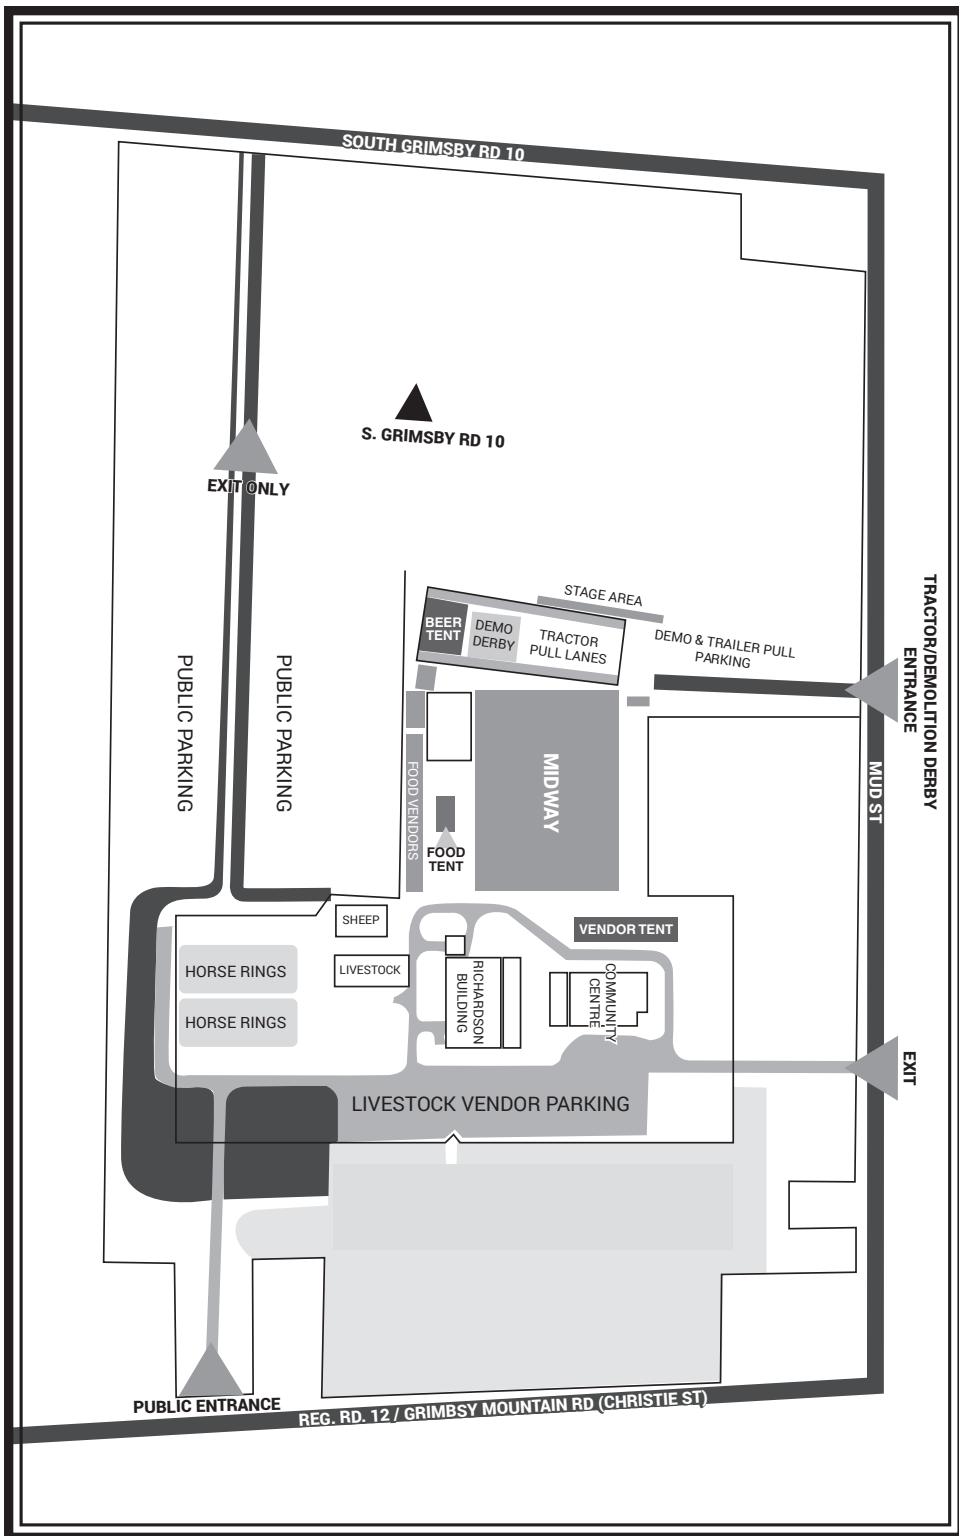 SOUTH GRIMSBY RD 10
S. GRIMSBY RD 10
EXIT ONLY
TRACTOR/DEMOLITION DERBY
ENTRANCE
STAGE AREA
BEER
TENT
DEMO
DERBY
TRACTOR
PULL LANES
DEMO & TRAILER PULL
PARKING
PUBLIC PARKING
PUBLIC PARKING
MIDWAY
MUD ST
FOOD VENDORS
FOOD
TENT
SHEEP
VENDOR TENT
LIVESTOCK
HORSE RINGS
HORSE RINGS
RICHARDSON
BUILDING
COMMUNITY
CENTRE
EXIT
LIVESTOCK VENDOR PARKING
PUBLIC ENTRANCE
REG. RD. 12 / GRIMBSY MOUNTAIN RD (CHRISTIE ST)